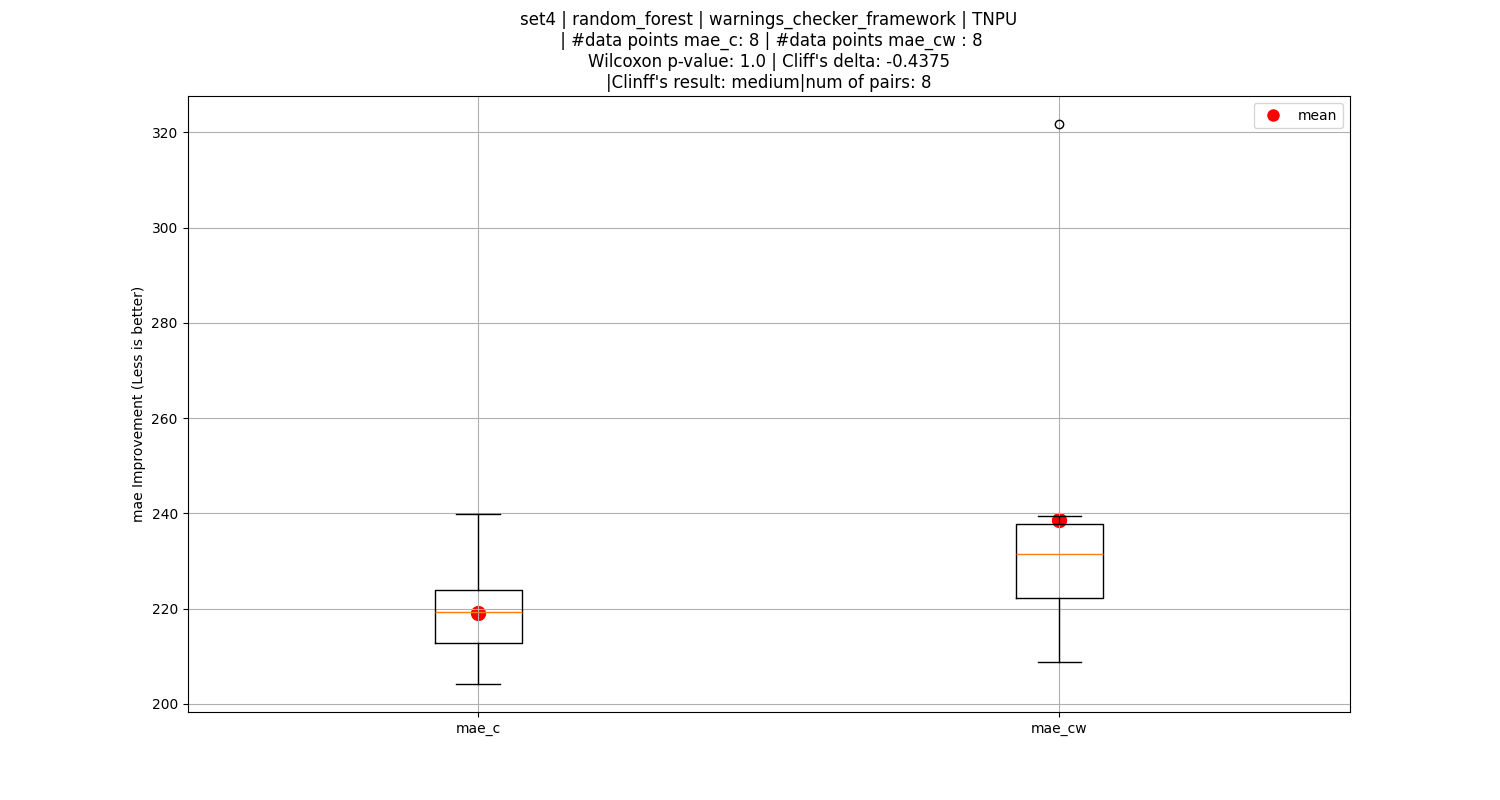 set4 | random_forest | warnings_checker_framework | TNPU
| #data points mae_c: 8 | #data points mae_cw : 8
Wilcoxon p-value: 1.0 | Cliff's delta: -0.4375
|Clinff's result: medium|num of pairs: 8
mean
320
300
280
260
240
220
200
mae Improvement (Less is better)
mae_c
mae_cw